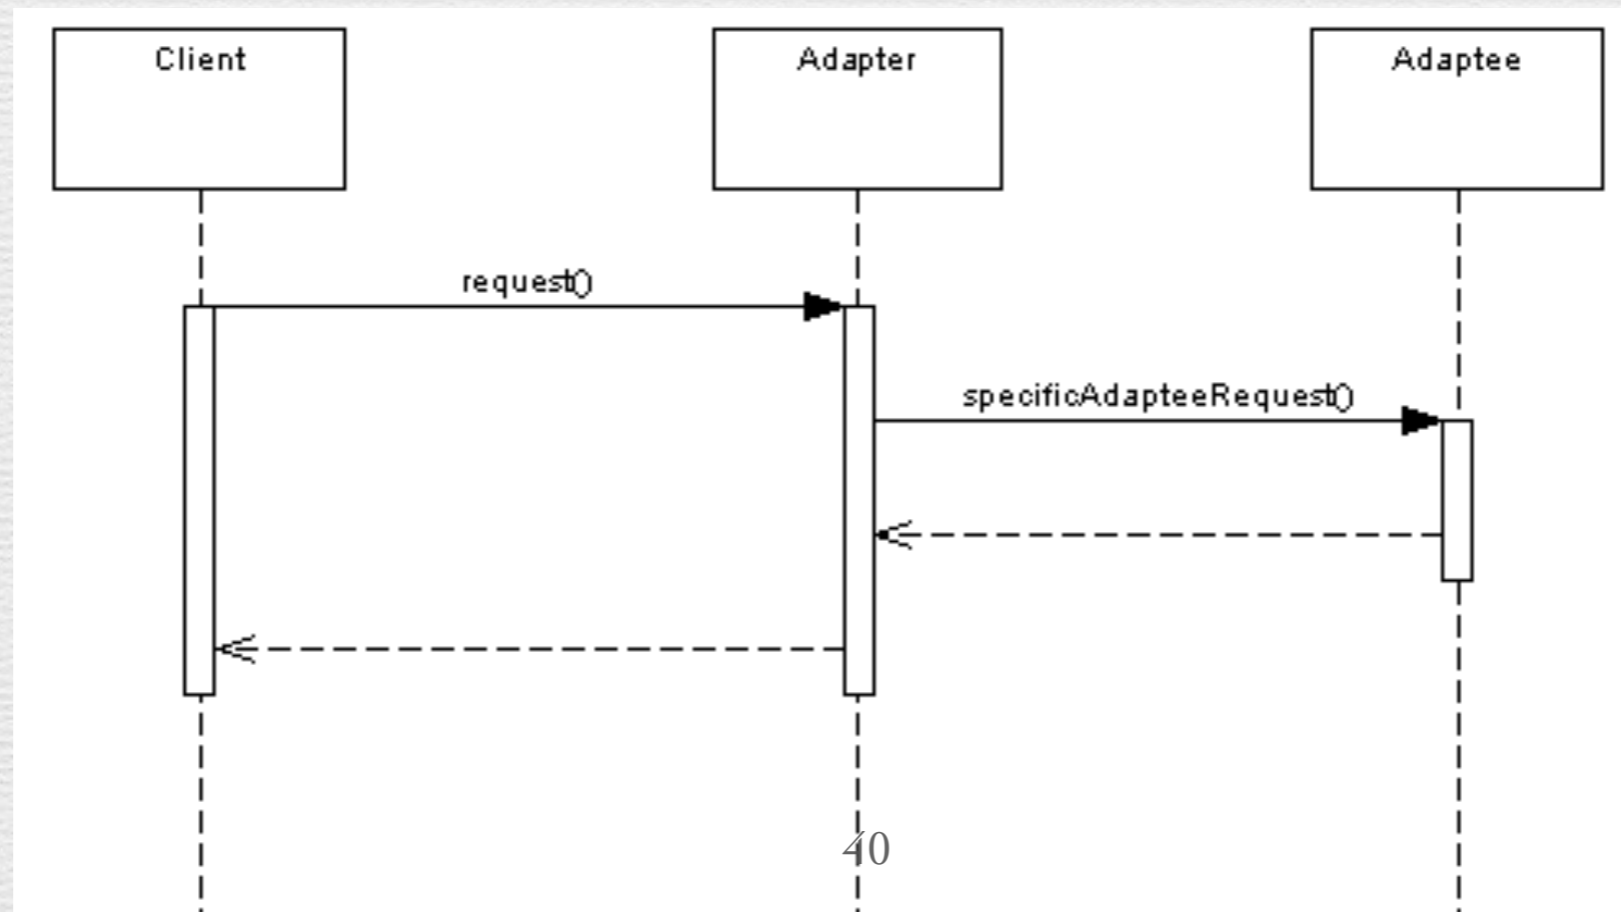 Client
Adapter
Adaptee
request()
specificAdapteeRequest()
40